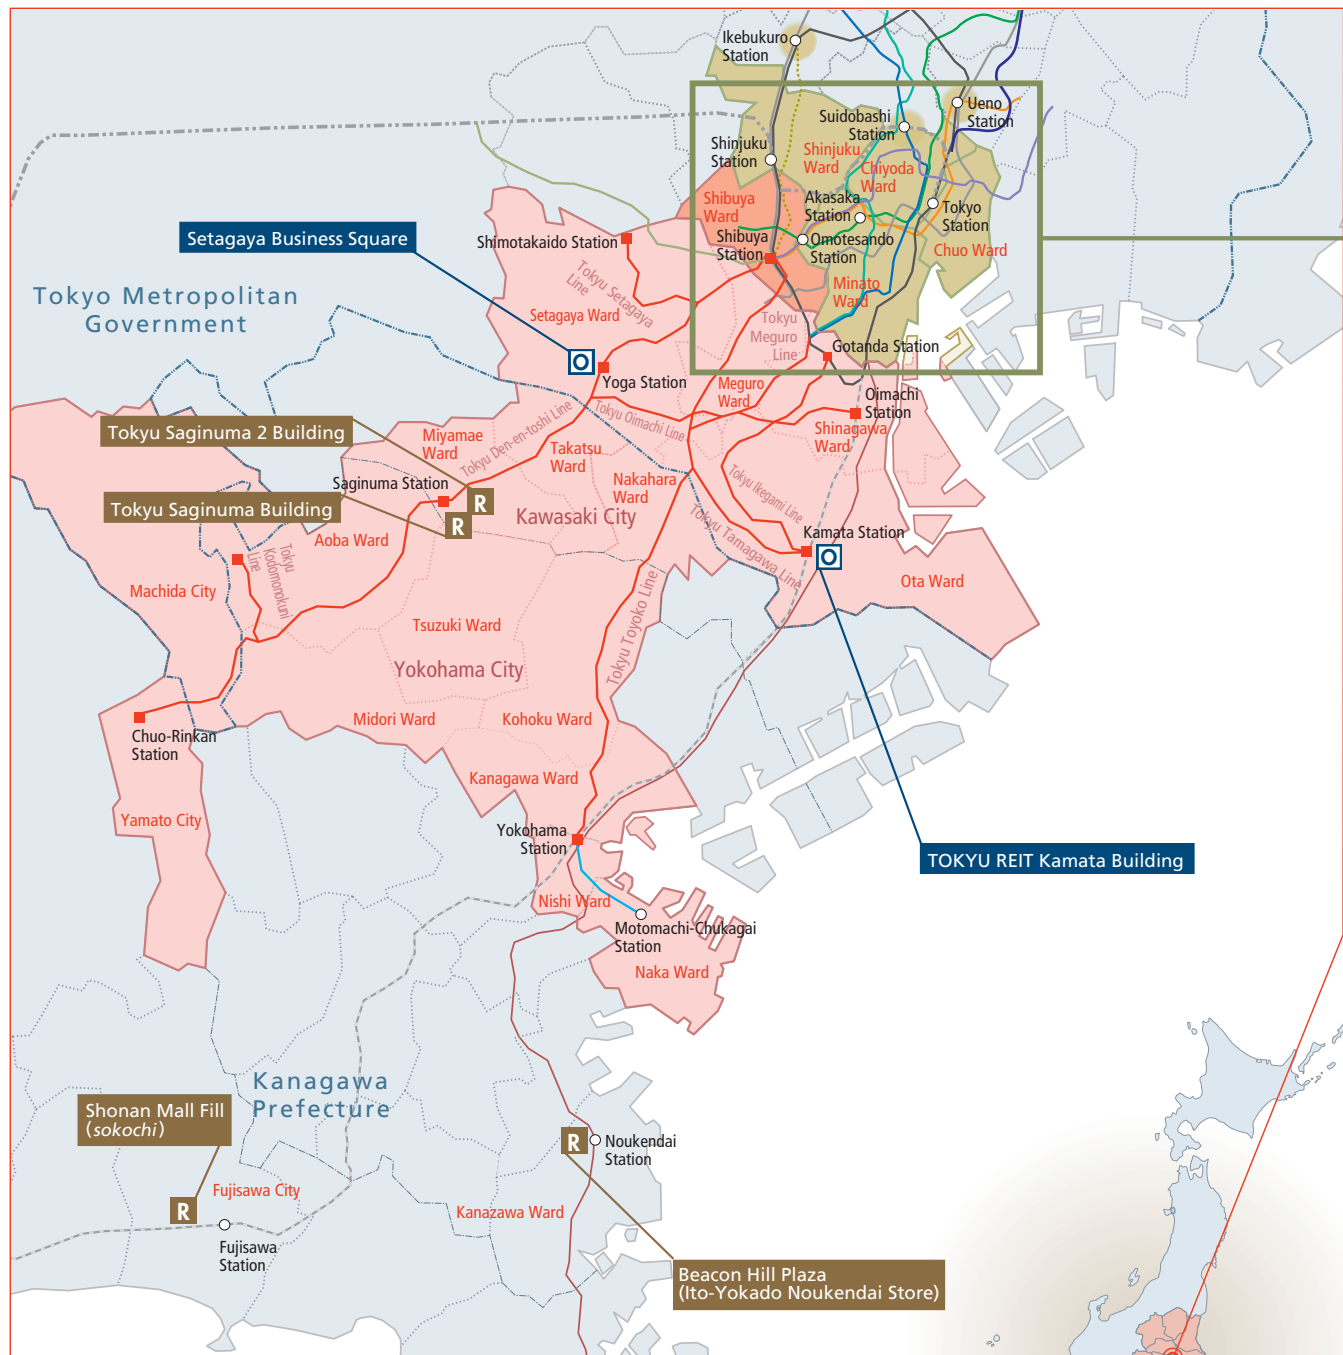 Ikebukuro
Station
Ueno
Station
Suidobashi
Station
Shinjuku
Station
Shinjuku
Ward
Chiyoda
Ward
Shibuya
Ward
Akasaka
Station
Tokyo
Station
Setagaya Business Square
Shimotakaido Station
Shibuya
Station
Omotesando
Station
Chuo Ward
Tokyu Setagaya
Line
Minato
Ward
Tokyo Metropolitan
Government
Setagaya Ward
Tokyu
Meguro
Line
Gotanda Station
O
Yoga Station
Meguro
Ward
Oimachi
Station
Tokyu Saginuma 2 Building
Miyamae
Ward
Tokyu Den-en-toshi Line
Tokyu Oimachi Line
Shinagawa
Ward
Takatsu
Ward
Saginuma Station
Nakahara
Ward
Tokyu Ikegami Line
R
Tokyu Saginuma Building
R
Kawasaki City
Tokyu Tamagawa Line
Kamata Station
O
Aoba Ward
Tokyu
Kodomonokuni
Line
Machida City
Ota Ward
Tsuzuki Ward
Tokyu Toyoko Line
Yokohama City
Midori Ward
Kohoku Ward
Chuo-Rinkan
Station
Kanagawa Ward
Yamato City
Yokohama
Station
TOKYU REIT Kamata Building
Nishi Ward
Motomachi-Chukagai
Station
Naka Ward
Kanagawa
Prefecture
Shonan Mall Fill
(sokochi)
R
Noukendai
Station
Fujisawa City
R
Kanazawa Ward
Fujisawa
Station
Beacon Hill Plaza
(Ito-Yokado Noukendai Store)